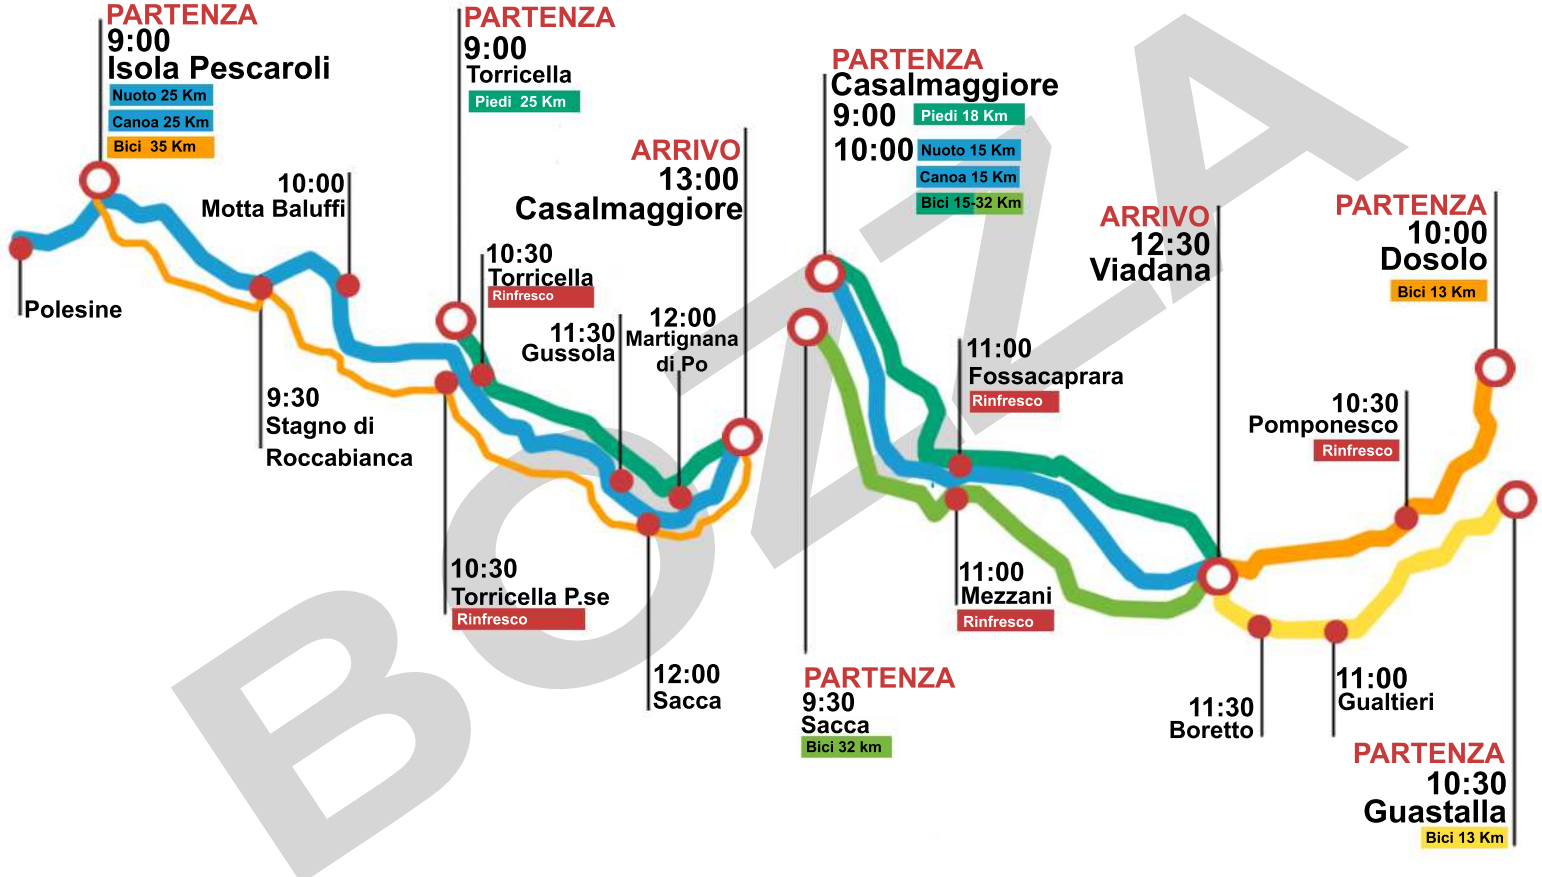 PARTENZA
9:00
Isola Pescaroli
Nuoto 25 Km
Canoa 25 Km
Bici 35 Km
10:00
Motta Baluffi
Polesine
9:30
Stagno di
Roccabianca
PARTENZA
9:00
Torricella
Piedi 25 Km
ARRIVO
13:00
Casalmaggiore
10:30
Torricella
Rinfresco
11:30
Gussola
12:00
Martignana
di Po
10:30
Torricella P.se
Rinfresco
12:00
Sacca
PARTENZA
Casalmaggiore
9:00 Piedi 18 Km
10:00 Nuoto 15 Km
Canoa 15 Km
Bici 15-32 Km
ARRIVO
12:30
Viadana
PARTENZA
10:00
Dosolo
Bici 13 Km
11:00
Fossacaprara
Rinfresco
10:30
Pomponesco
Rinfresco
11:00
Mezzani
Rinfresco
PARTENZA
9:30
Sacca
Bici 32 km
11:30
Boretto
11:00
Gualtieri
PARTENZA
10:30
Guastalla
Bici 13 Km
BOZZA